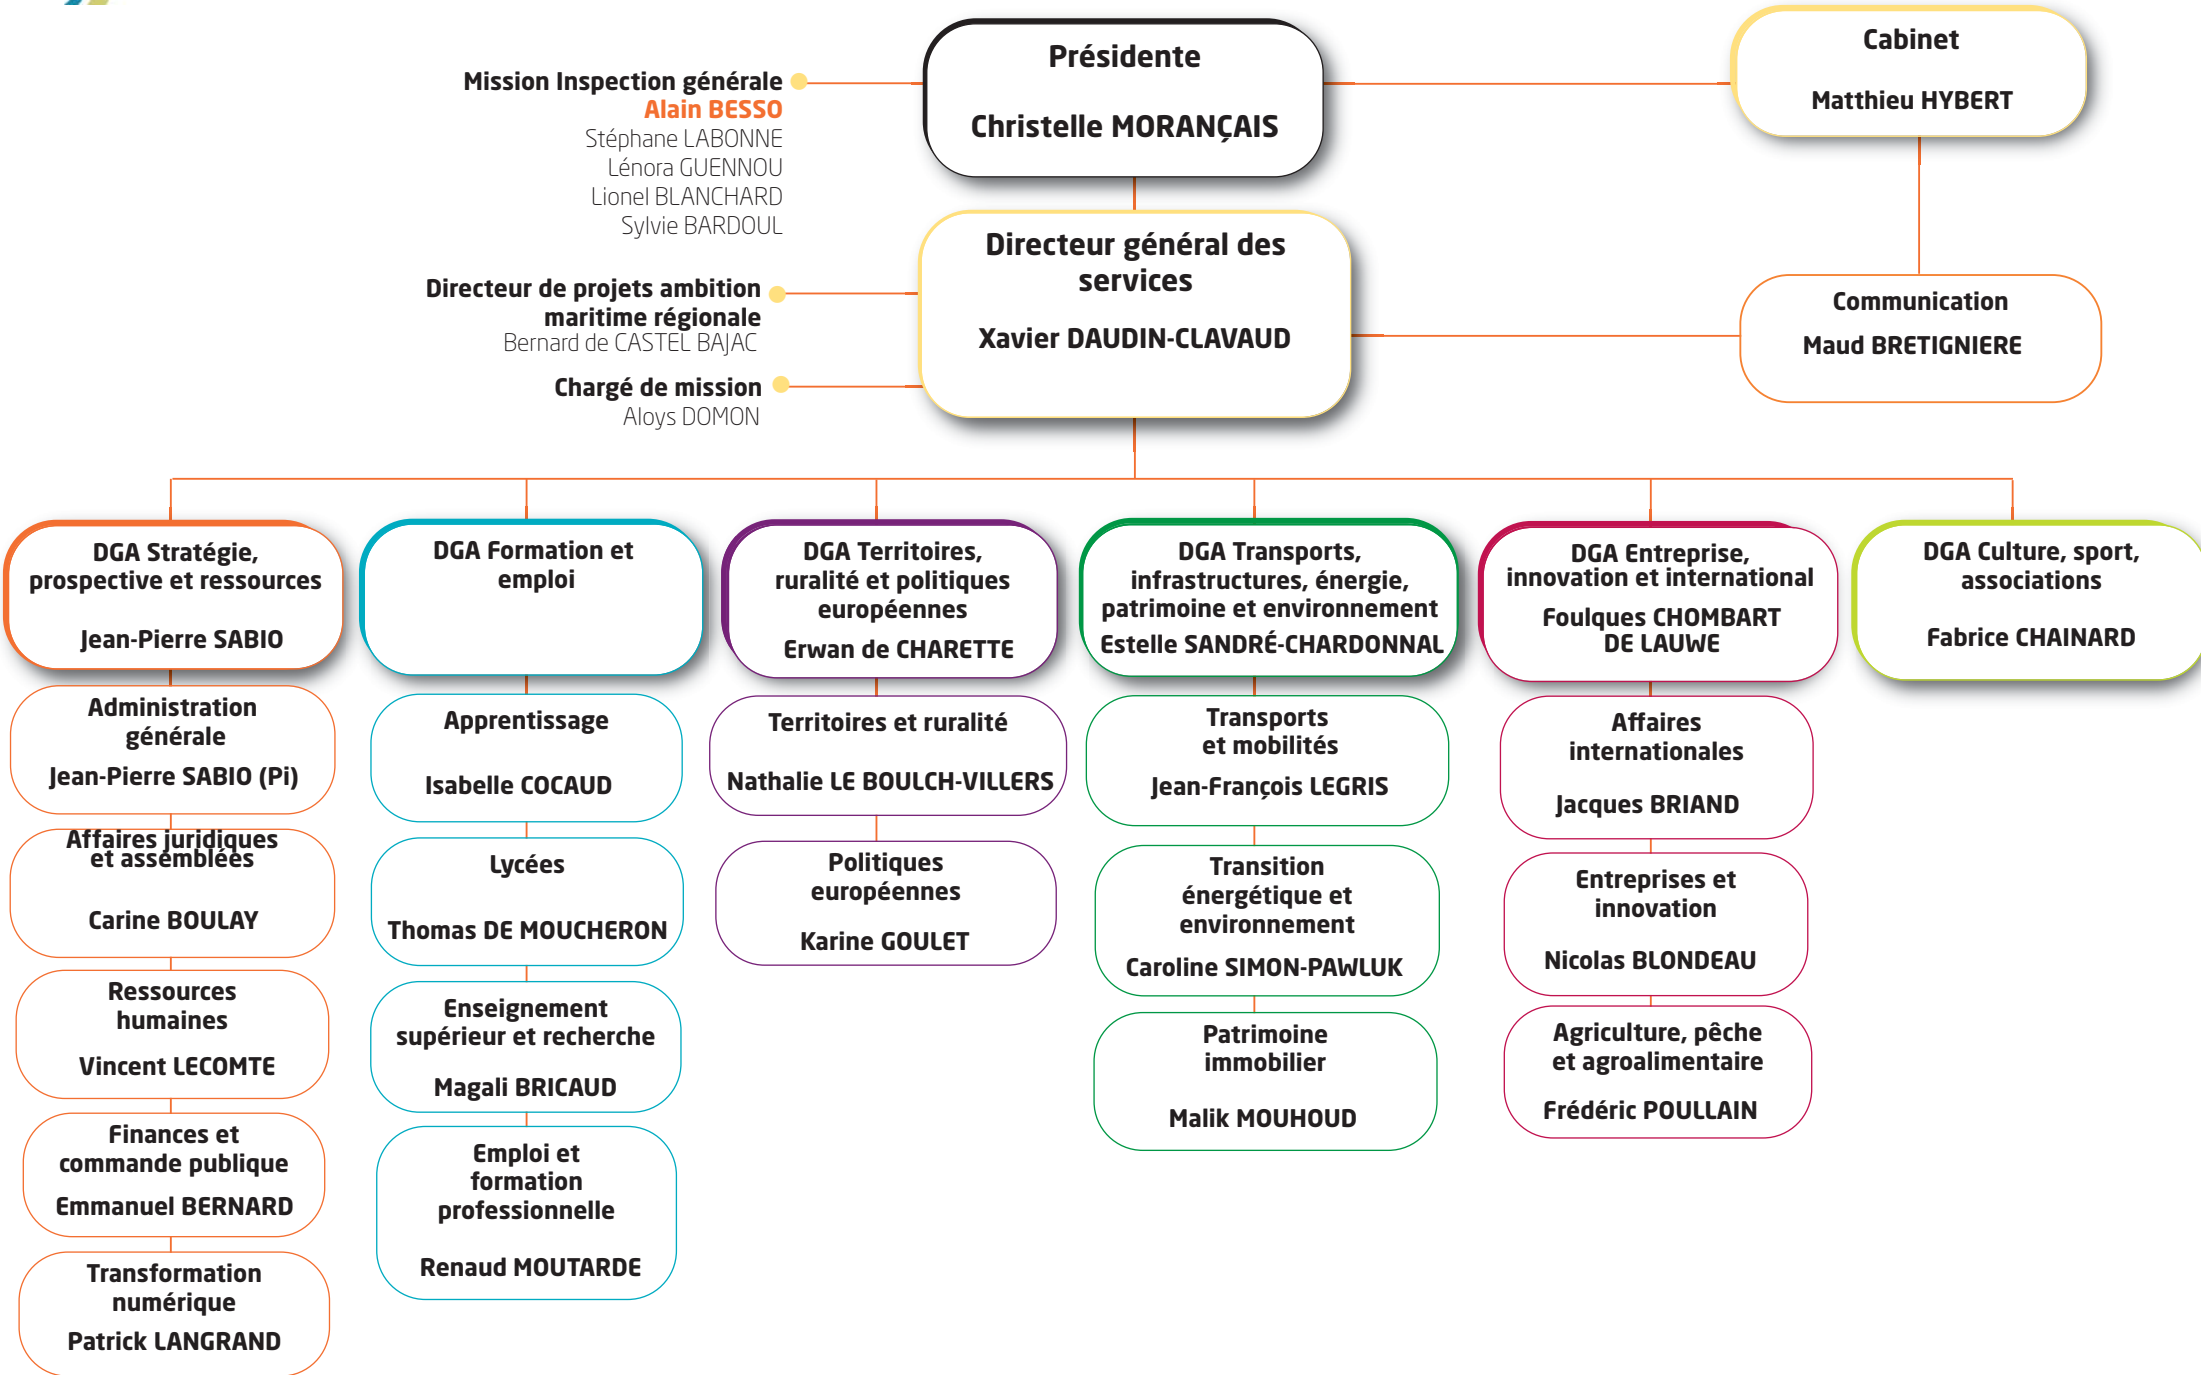 Présidente
Christelle MORANÇAIS
Cabinet
Matthieu HYBERT
Mission Inspection générale
Alain BESSO
Stéphane LABONNE
Lénora GUENNOU
Lionel BLANCHARD
Sylvie BARDOUL
Directeur général des
services
Xavier DAUDIN-CLAVAUD
Directeur de projets ambition
maritime régionale
Bernard de CASTEL BAJAC
Chargé de mission
Aloys DOMON
Communication
Maud BRETIGNIERE
DGA Stratégie,
prospective et ressources
Jean-Pierre SABIO
Administration
générale
Jean-Pierre SABIO (Pi)
Affaires juridiques
et assemblées
Carine BOULAY
Ressources
humaines
Vincent LECOMTE
Finances et
commande publique
Emmanuel BERNARD
Transformation
numérique
Patrick LANGRAND
DGA Formation et
emploi
Apprentissage
Isabelle COCAUD
Lycées
Thomas DE MOUCHERON
Enseignement
supérieur et recherche
Magali BRICAUD
Emploi et
formation
professionnelle
Renaud MOUTARDE
DGA Territoires,
ruralité et politiques
européennes
Erwan de CHARETTE
Territoires et ruralité
Nathalie LE BOULCH-VILLERS
Politiques
européennes
Karine GOULET
DGA Transports,
infrastructures, énergie,
patrimoine et environnement
Estelle SANDRÉ-CHARDONNAL
Transports
et mobilités
Jean-François LEGRIS
Transition
énergétique et
environnement
Caroline SIMON-PAWLUK
Patrimoine
immobilier
Malik MOUHOUD
DGA Entreprise,
innovation et international
Foulques CHOMBART
DE LAUWE
Affaires
internationales
Jacques BRIAND
Entreprises et
innovation
Nicolas BLONDEAU
Agriculture, pêche
et agroalimentaire
Frédéric POULLAIN
DGA Culture, sport,
associations
Fabrice CHAINARD